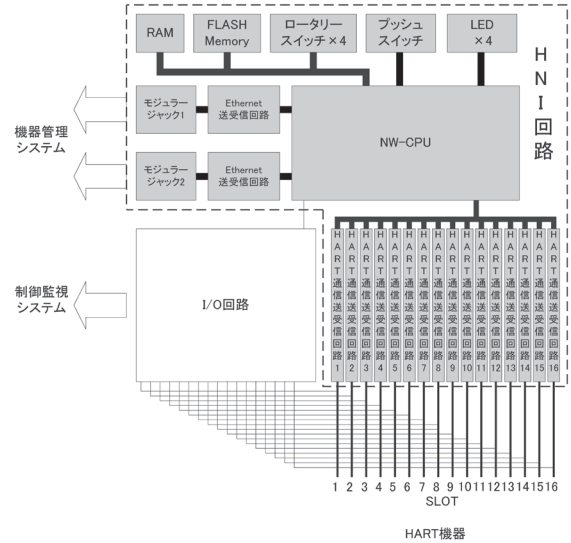 RAM
FLASH
Memory
ロータリー
スイッチ×4
プッシュ
スイッチ
LED
×4
HNI回路
モジュラー
ジャック1
Ethernet
送受信回路
NW-CPU
機器管理
システム
モジュラー
ジャック2
Ethernet
送受信回路
制御監視
システム
I/O回路
HART通信送受信回路1
HART通信送受信回路2
HART通信送受信回路3
HART通信送受信回路4
HART通信送受信回路5
HART通信送受信回路6
HART通信送受信回路7
HART通信送受信回路8
HART通信送受信回路9
HART通信送受信回路10
HART通信送受信回路11
HART通信送受信回路12
HART通信送受信回路13
HART通信送受信回路14
HART通信送受信回路15
HART通信送受信回路16
1 2 3 4 5 6 7 8 9 10 11 12 13 14 15 16
SLOT
HART機器